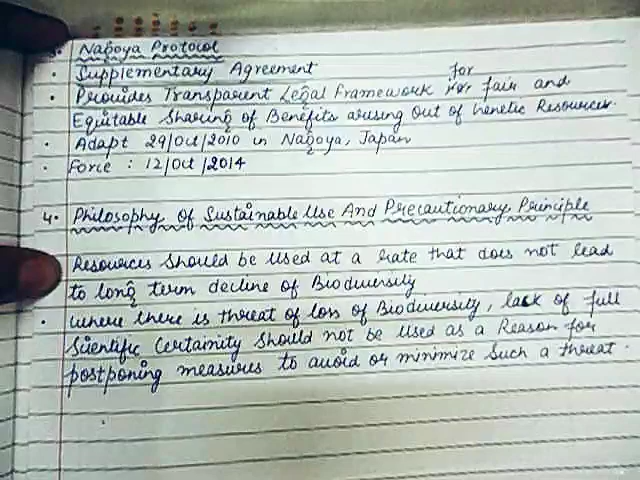 3. Nagoya Protocol
• Supplementary Agreement
• Provides Transparent Legal Framework for for fair and
Equitable Sharing of Benefits arising Out of Genetic Resources.
• Adapt 29/Oct/2010 in Nagoya, Japan
• Force : 12/Oct/2014
4. Philosophy Of Sustainable Use And Precautionary Principle
Resources should be used at a rate that does not lead
to long term decline of Biodiversity
• where there is threat of loss of Biodiversity, lack of full
Scientific Certainity should not be used as a Reason for
postponing measures to avoid or minimize such a threat.